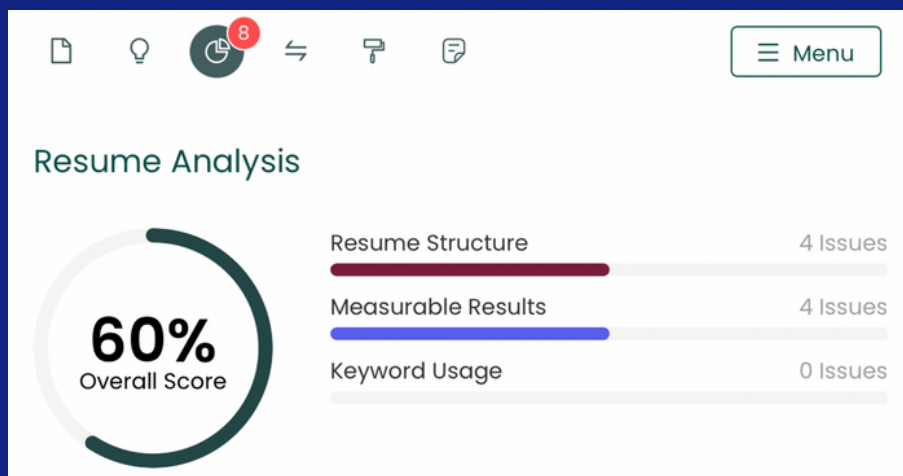 8
Menu
Resume Analysis
60%
Overall Score
Resume Structure 4 Issues
Measurable Results 4 Issues
Keyword Usage 0 Issues